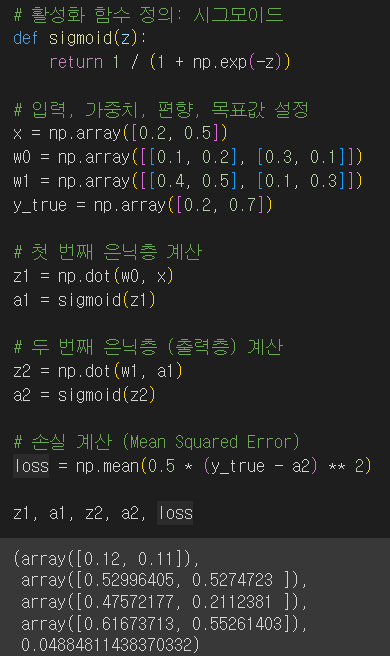 # 활성화 함수 정의: 시그모이드
def sigmoid(z):
    return 1 / (1 + np.exp(-z))

# 입력, 가중치, 편향, 목표값 설정
x = np.array([0.2, 0.5])
w0 = np.array([[0.1, 0.2], [0.3, 0.1]])
w1 = np.array([[0.4, 0.5], [0.1, 0.3]])
y_true = np.array([0.2, 0.7])

# 첫 번째 은닉층 계산
z1 = np.dot(w0, x)
a1 = sigmoid(z1)

# 두 번째 은닉층 (출력층) 계산
z2 = np.dot(w1, a1)
a2 = sigmoid(z2)

# 손실 계산 (Mean Squared Error)
loss = np.mean(0.5 * (y_true - a2) ** 2)

z1, a1, z2, a2, loss

(array([0.12, 0.11]),
 array([0.52996405, 0.5274723 ]),
 array([0.47572177, 0.2112381 ]),
 array([0.61673713, 0.55261403]),
 0.04884811438370332)